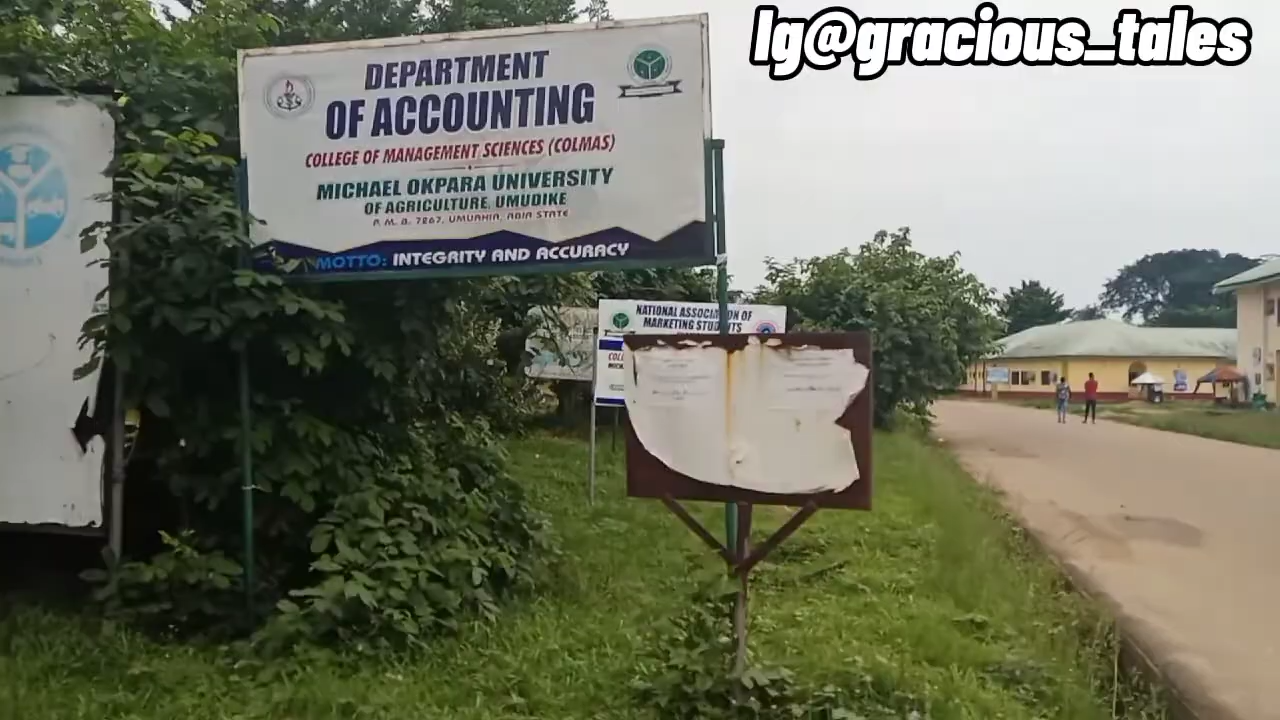 Ig@gracious_tales
DEPARTMENT
OF ACCOUNTING
COLLEGE OF MANAGEMENT SCIENCES (COLMAS)
MICHAEL OKPARA UNIVERSITY
OF AGRICULTURE, UMUDIKE
P. M. B. 7267, UMUAHIA, ABIA STATE
MOTTO: INTEGRITY AND ACCURACY
NATIONAL ASSOCIATION OF
MARKETING STUDENTS